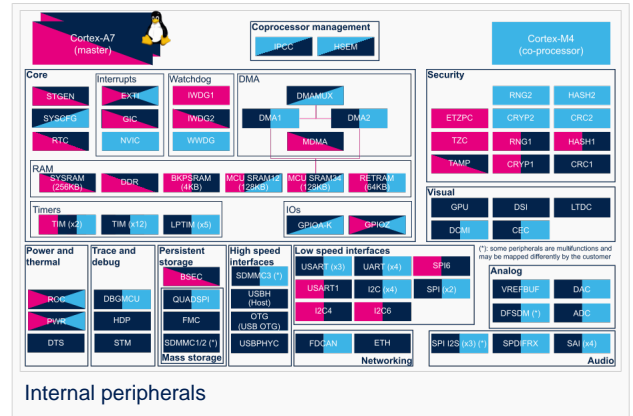 Cortex-A7
(master)
Coprocessor management
IPCC
HSEM
Cortex-M4
(co-processor)
Core
STGEN
SYSCFG
RTC
Interrupts
EXTI
GIC
NVIC
Watchdog
IWDG1
IWDG2
WWDG
DMA
DMAMUX
DMA1
DMA2
MDMA
Security
RNG2
HASH2
ETZPC
CRYP2
CRC2
TZC
RNG1
HASH1
TAMP
CRYP1
CRC1
RAM
SYSRAM
(256KB)
DDR
BKPSRAM
(4KB)
MCU SRAM12
(128KB)
MCU SRAM34
(128KB)
RETRAM
(64KB)
Visual
GPU
DSI
LTDC
DCMI
CEC
Timers
TIM (x2)
TIM (x12)
LPTIM (x5)
IOs
GPIOA-K
GPIOZ
(*): some peripherals are multifunctions and
may be mapped differently by the customer
Power and
thermal
RCC
PWR
DTS
Trace and
debug
DBGMCU
HDP
STM
Persistent
storage
BSEC
QUADSPI
FMC
SDMMC1/2 (*)
Mass storage
High speed
interfaces
SDMMC3 (*)
USBH
(Host)
OTG
(USB OTG)
USBPHYC
Low speed interfaces
USART (x3)
UART (x4)
SPI6
USART1
I2C (x4)
SPI (x2)
I2C4
I2C6
FDCAN
ETH
Networking
Analog
VREFBUF
DAC
DFSDM (*)
ADC
SPI I2S (x3) (*)
SPDIFRX
SAI (x4)
Audio
Internal peripherals